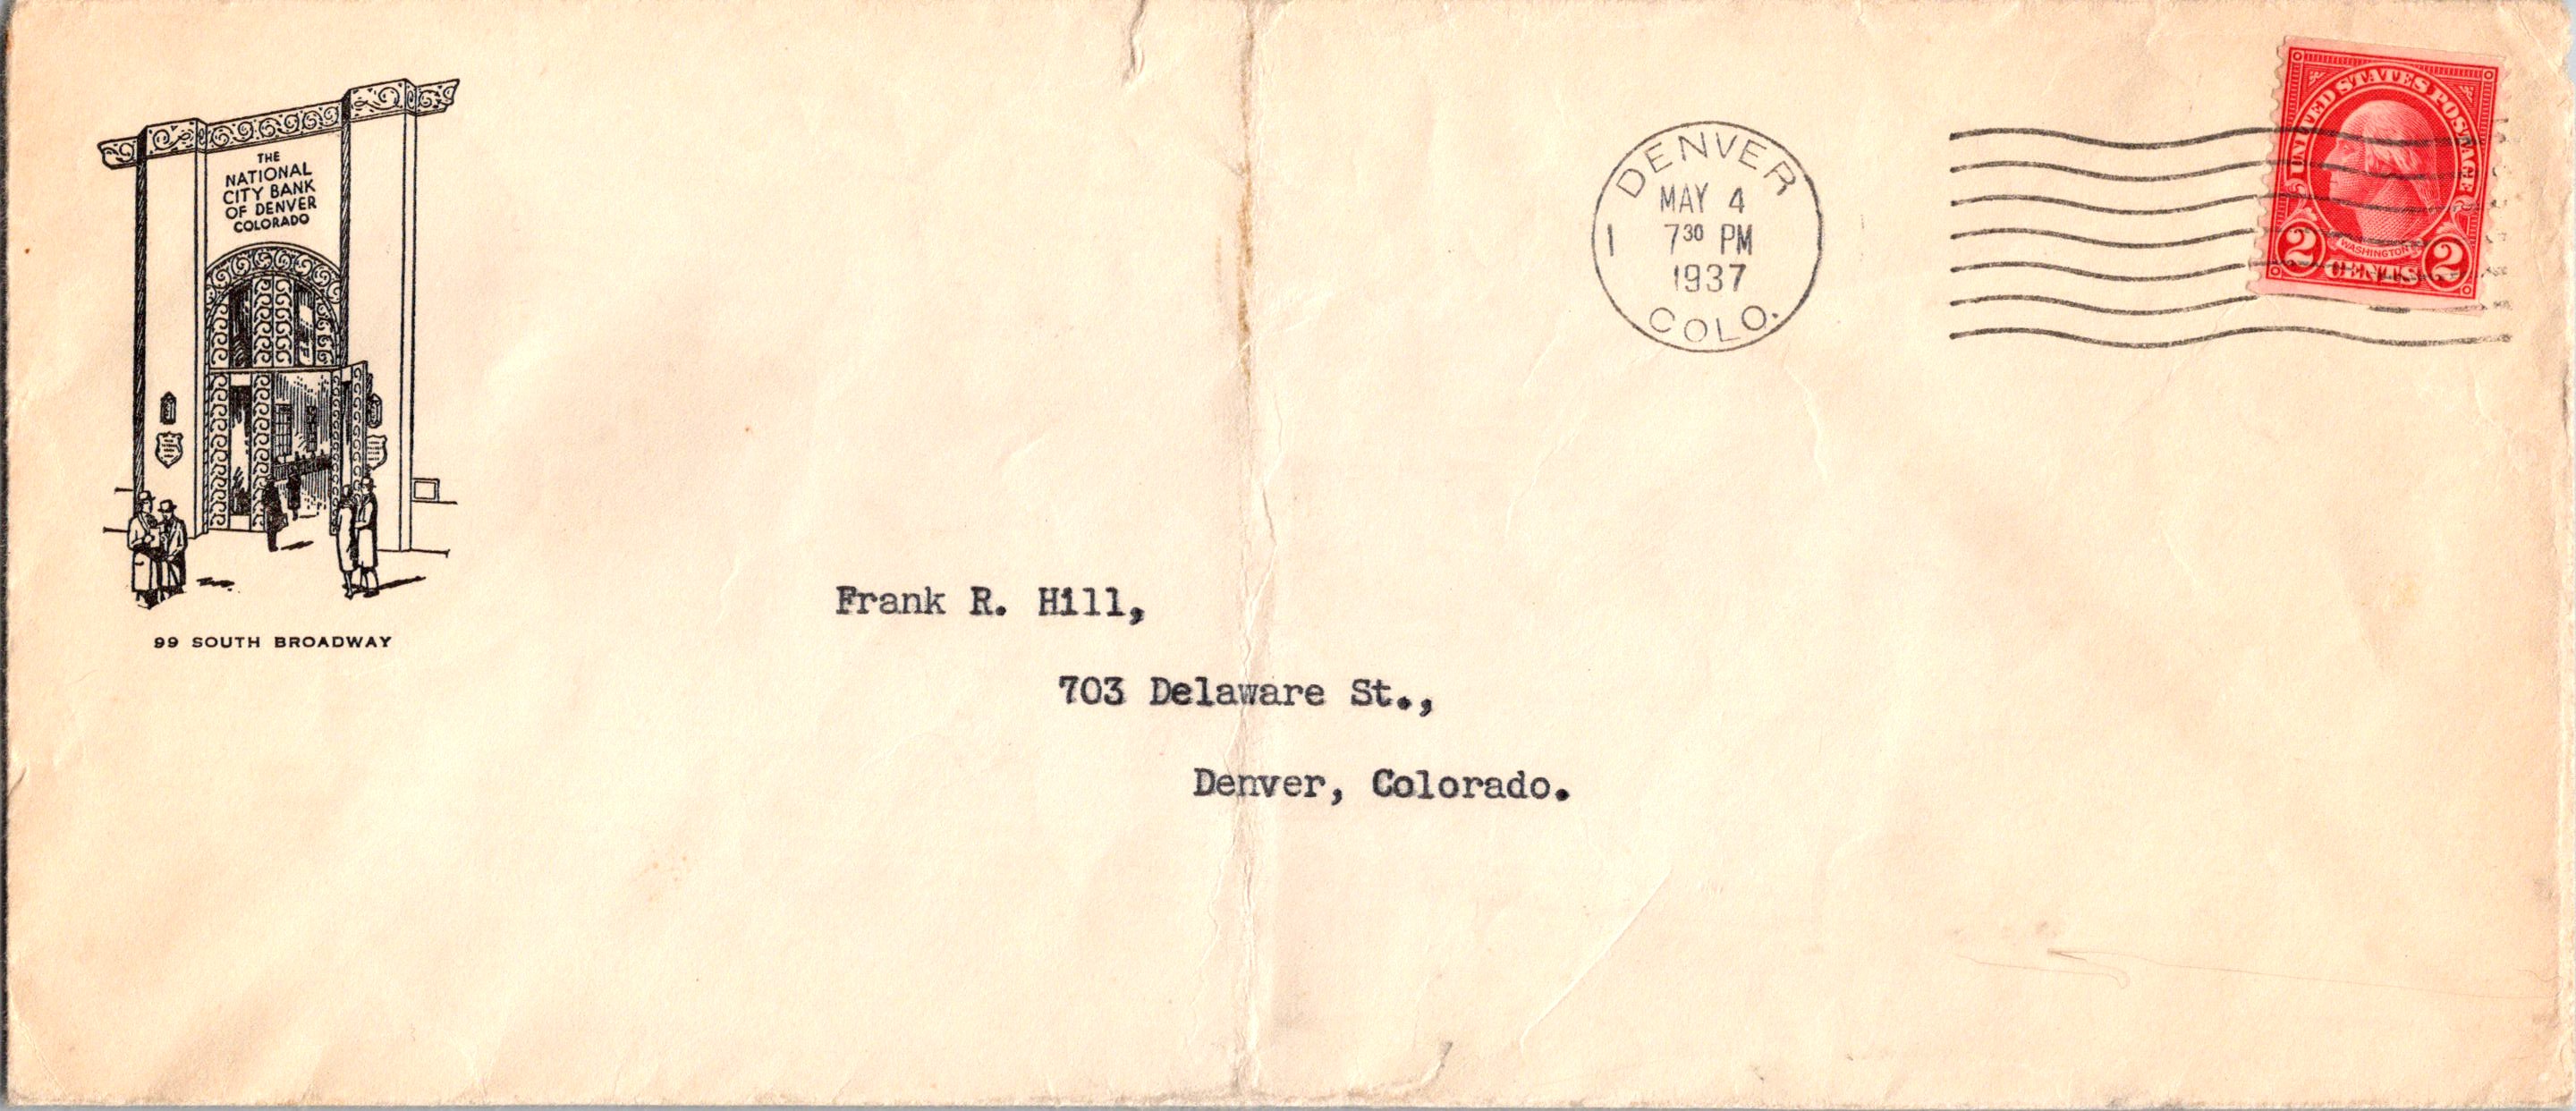 THE
NATIONAL
CITY BANK
OF DENVER
COLORADO
99 SOUTH BROADWAY
DENVER
MAY 4
1 7 30 PM
1937
COLO.
UNITED STATES POSTAGE
WASHINGTON
2 CENTS 2
Frank R. Hill,
703 Delaware St.,
Denver, Colorado.